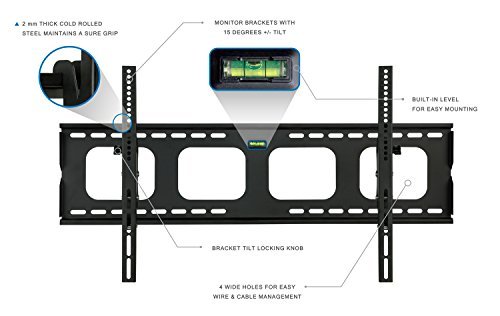 2 mm THICK COLD ROLLED
STEEL MAINTAINS A SURE GRIP
MONITOR BRACKETS WITH
15 DEGREES +/- TILT
BUILT-IN LEVEL
FOR EASY MOUNTING
BRACKET TILT LOCKING KNOB
4 WIDE HOLES FOR EASY
WIRE & CABLE MANAGEMENT